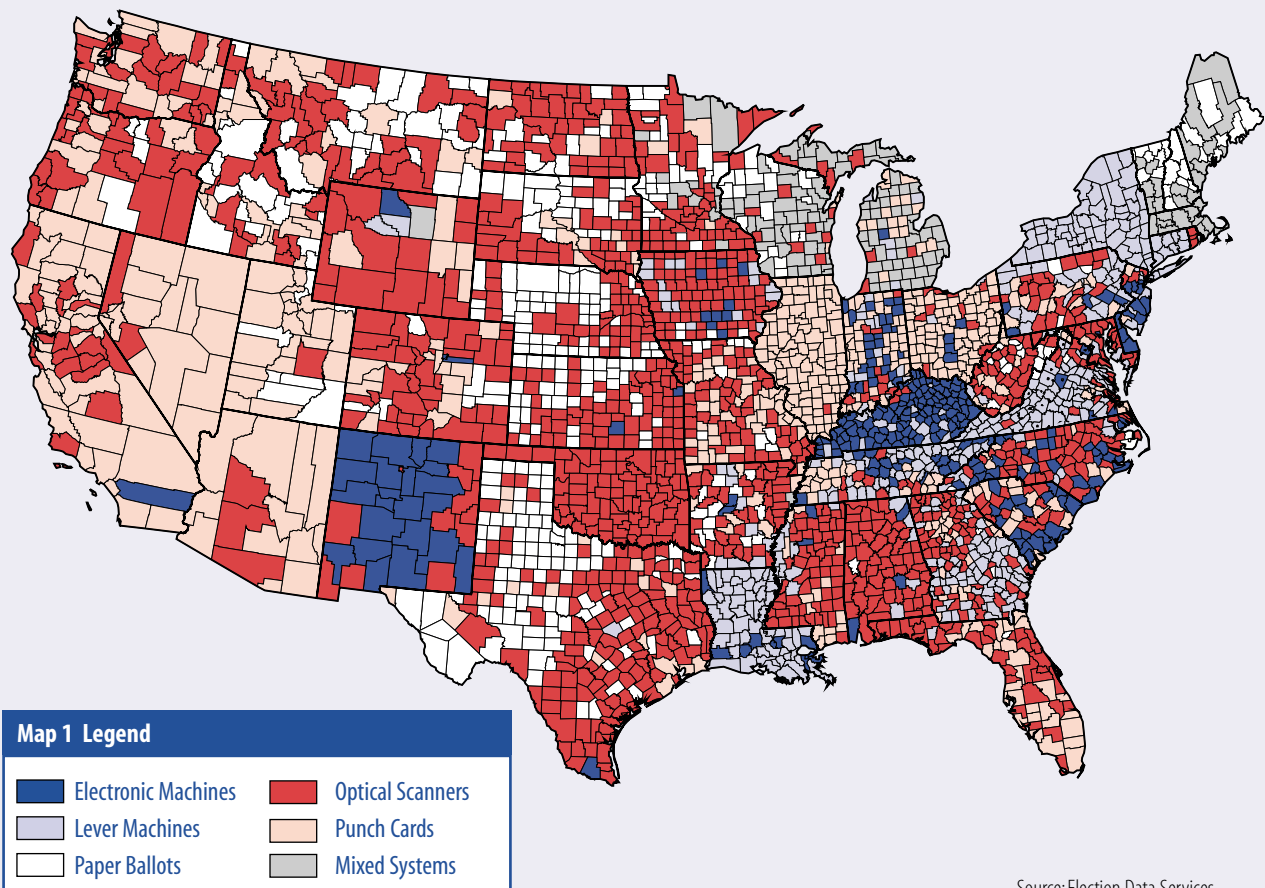 Map 1 Legend
Electronic Machines
Optical Scanners
Lever Machines
Punch Cards
Paper Ballots
Mixed Systems
Source: Election Data Services